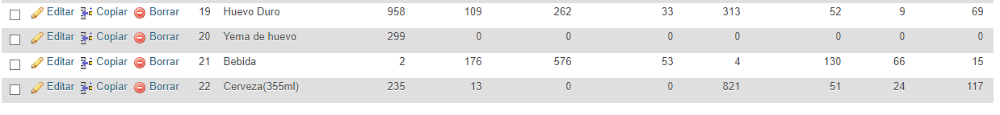 Editar Copiar Borrar 19 Huevo Duro 958 109 262 33 313 52 9 69
Editar Copiar Borrar 20 Yema de huevo 299 0 0 0 0 0 0 0
Editar Copiar Borrar 21 Bebida 2 176 576 53 4 130 66 15
Editar Copiar Borrar 22 Cerveza(355ml) 235 13 0 0 821 51 24 117